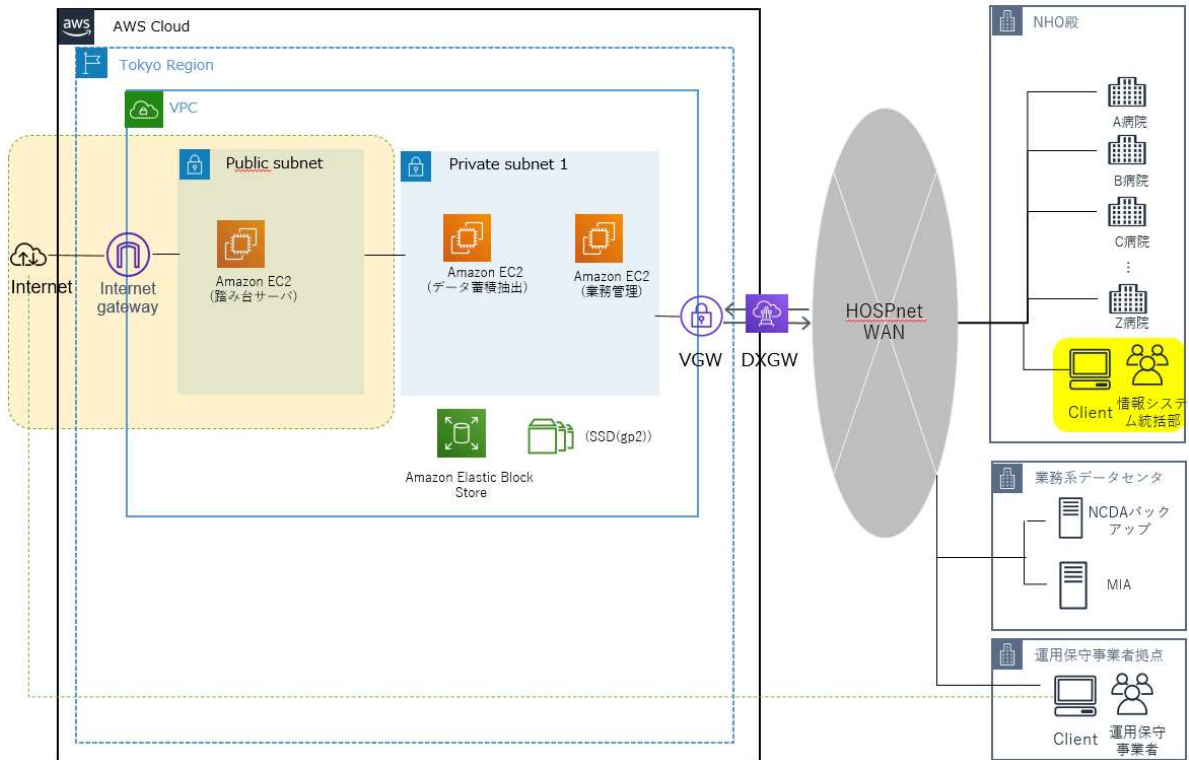 aws
AWS Cloud
Tokyo Region
VPC
Public subnet
Private subnet 1
Internet
Internet
gateway
Amazon EC2
(踏み台サーバ)
Amazon EC2
(データ蓄積抽出)
Amazon EC2
(業務管理)
VGW
DXGW
Amazon Elastic Block
Store
(SSD(gp2))
HOSPnet
WAN
NHO殿
A病院
B病院
C病院
⋮
Z病院
Client
情報システ
ム統括部
業務系データセンタ
NCDAバック
アップ
MIA
運用保守事業者拠点
Client
運用保守
事業者